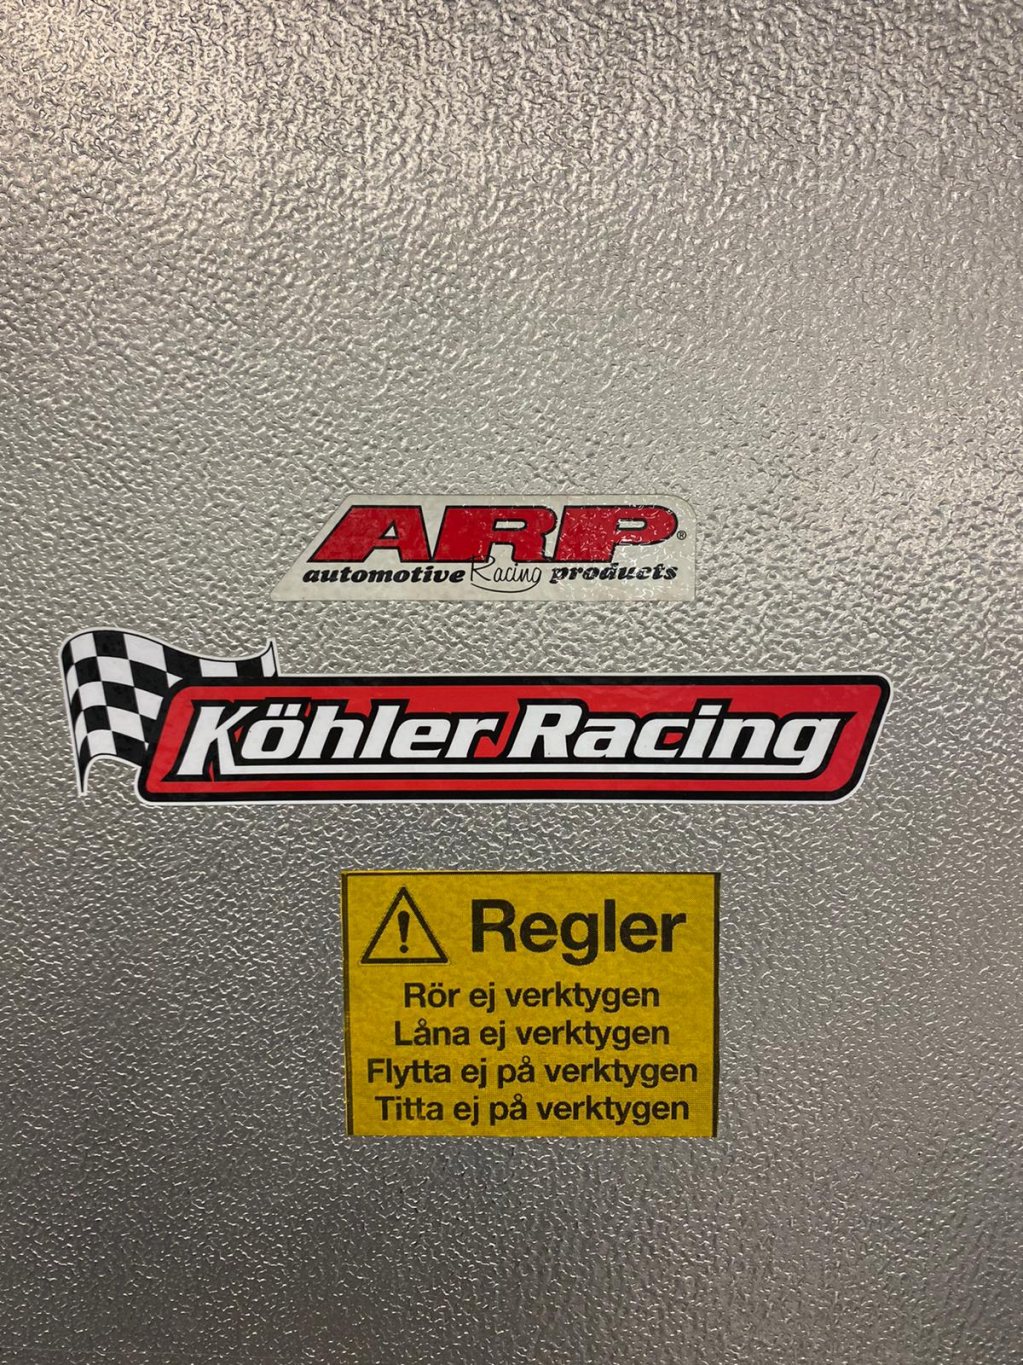 ARP®
automotive Racing products
Köhler Racing
Regler
Rör ej verktygen
Låna ej verktygen
Flytta ej på verktygen
Titta ej på verktygen